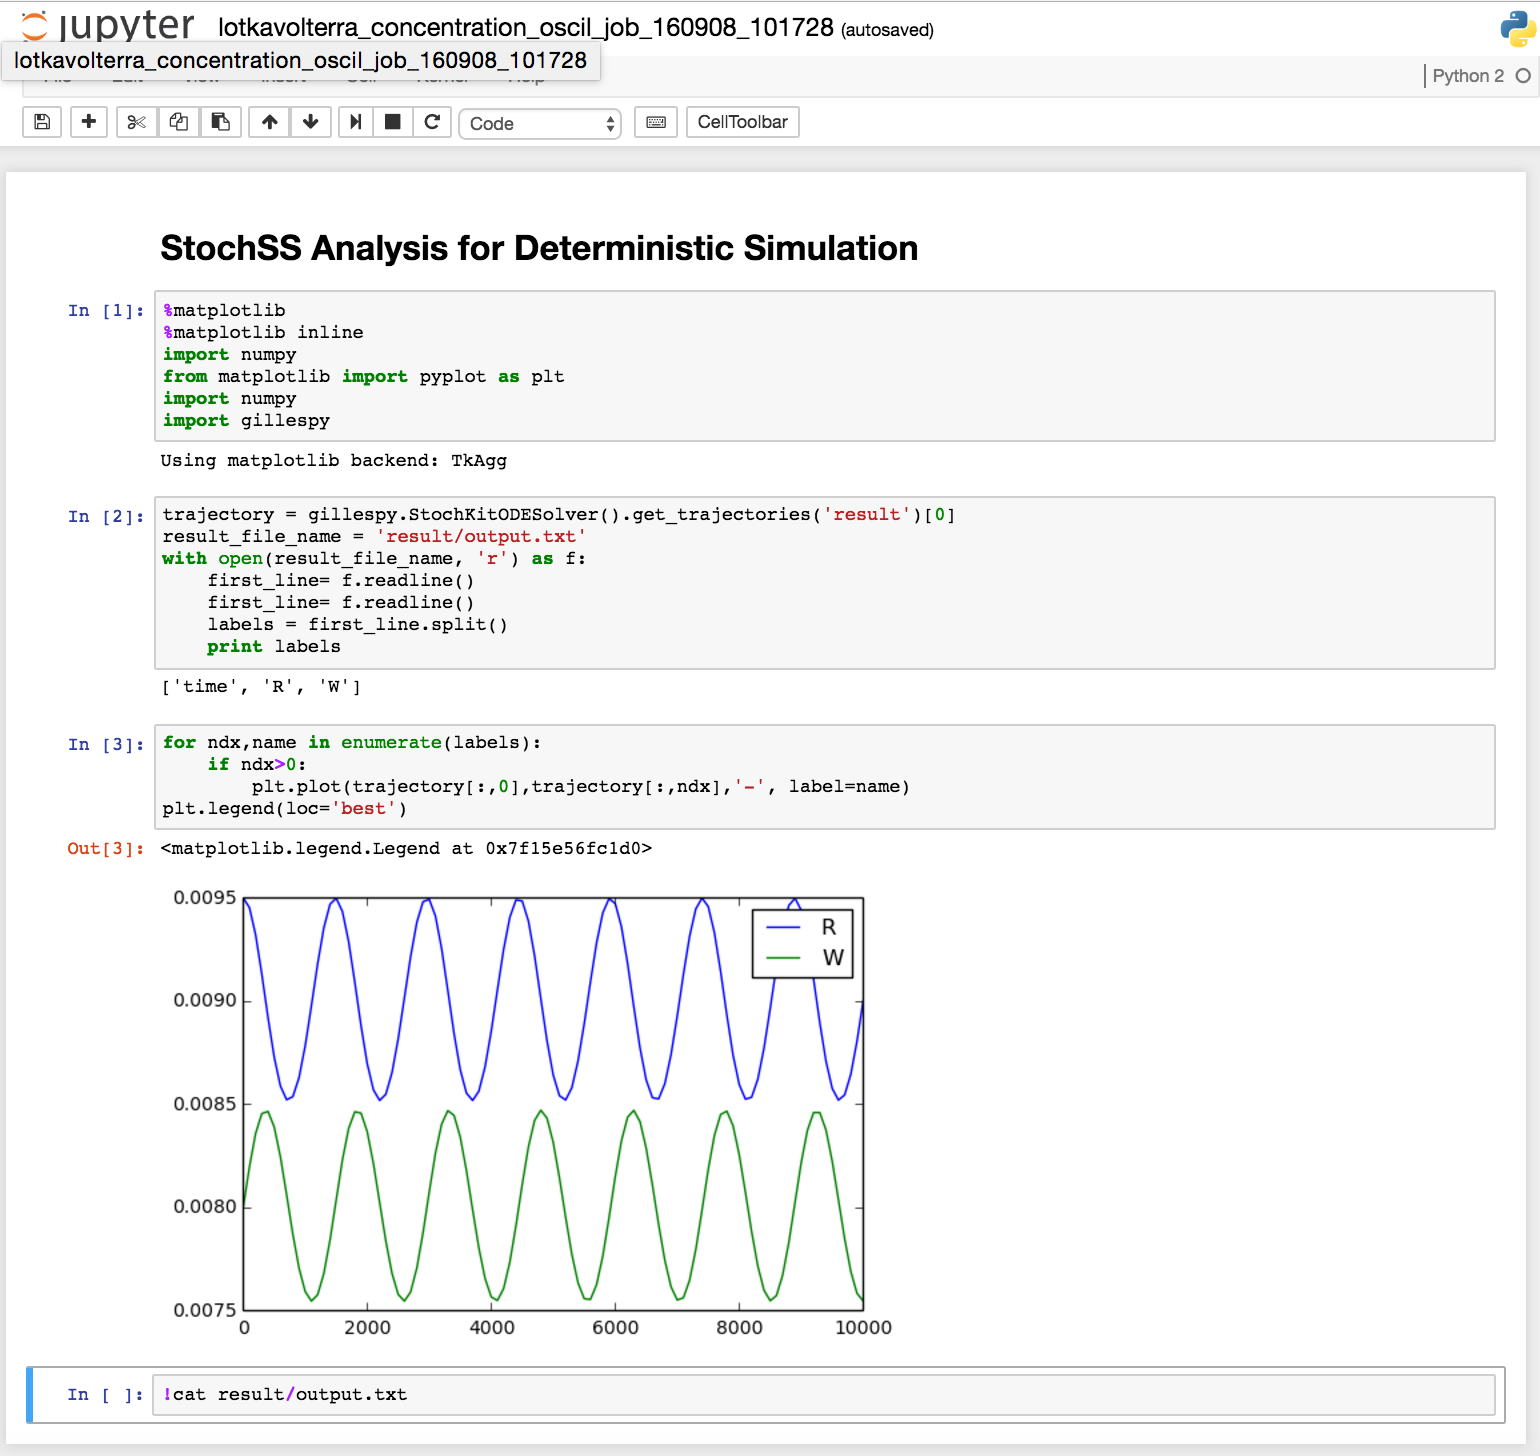 jupyter lotkavolterra_concentration_oscil_job_160908_101728 (autosaved)
lotkavolterra_concentration_oscil_job_160908_101728
Python 2
Code
CellToolbar
StochSS Analysis for Deterministic Simulation
In [1]:
%matplotlib
%matplotlib inline
import numpy
from matplotlib import pyplot as plt
import numpy
import gillespy
Using matplotlib backend: TkAgg
In [2]:
trajectory = gillespy.StochKitODESolver().get_trajectories('result')[0]
result_file_name = 'result/output.txt'
with open(result_file_name, 'r') as f:
    first_line= f.readline()
    first_line= f.readline()
    labels = first_line.split()
    print labels
['time', 'R', 'W']
In [3]:
for ndx,name in enumerate(labels):
    if ndx>0:
        plt.plot(trajectory[:,0],trajectory[:,ndx],'-', label=name)
plt.legend(loc='best')
Out[3]: <matplotlib.legend.Legend at 0x7f15e56fc1d0>
0.0095
R
W
0.0090
0.0085
0.0080
0.0075
0 2000 4000 6000 8000 10000
In [ ]: !cat result/output.txt